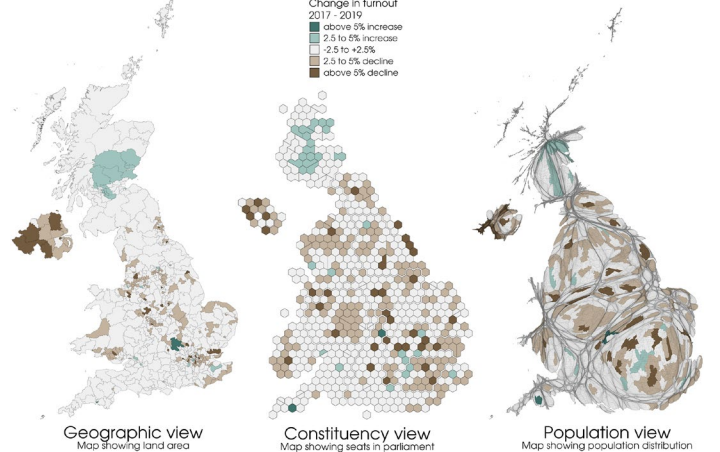 Change in turnout
2017 - 2019
above 5% increase
2.5 to 5% increase
-2.5 to +2.5%
2.5 to 5% decline
above 5% decline
Geographic view
Map showing land area
Constituency view
Map showing seats in parliament
Population view
Map showing population distribution